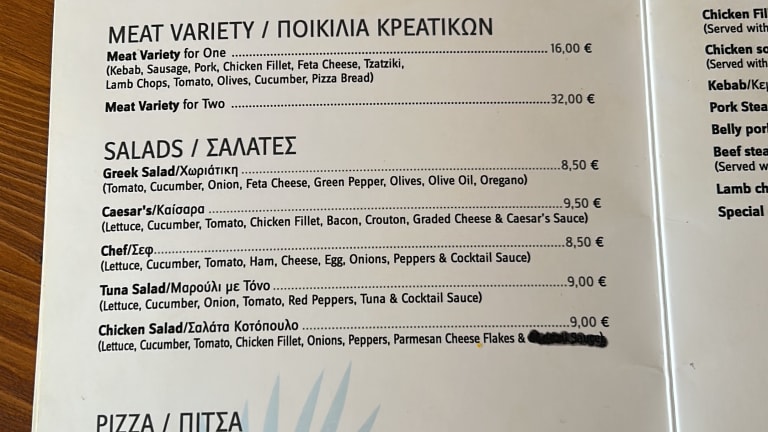 MEAT VARIETY / ΠΟΙΚΙΛΙΑ ΚΡΕΑΤΙΚΩΝ
Meat Variety for One ........ 16,00 €
(Kebab, Sausage, Pork, Chicken Fillet, Feta Cheese, Tzatziki,
Lamb Chops, Tomato, Olives, Cucumber, Pizza Bread)
Meat Variety for Two ........ 32,00 €
SALADS / ΣΑΛΑΤΕΣ
Greek Salad/Χωριάτικη ........ 8,50 €
(Tomato, Cucumber, Onion, Feta Cheese, Green Pepper, Olives, Olive Oil, Oregano)
Caesar's/Καίσαρα ........ 9,50 €
(Lettuce, Cucumber, Tomato, Chicken Fillet, Bacon, Crouton, Graded Cheese & Caesar's Sauce)
Chef/Σεφ ........ 8,50 €
(Lettuce, Cucumber, Tomato, Ham, Cheese, Egg, Onions, Peppers & Cocktail Sauce)
Tuna Salad/Μαρούλι με Τόνο ........ 9,00 €
(Lettuce, Cucumber, Onion, Tomato, Red Peppers, Tuna & Cocktail Sauce)
Chicken Salad/Σαλάτα Κοτόπουλο ........ 9,00 €
(Lettuce, Cucumber, Tomato, Chicken Fillet, Onions, Peppers, Parmesan Cheese Flakes &
PIZZA / ΠΙΤΣΑ
Chicken Fil
(Served with
Chicken so
(Served with
Kebab/Κεμ
Pork Stea
Belly por
Beef stea
(Served w
Lamb ch
Special